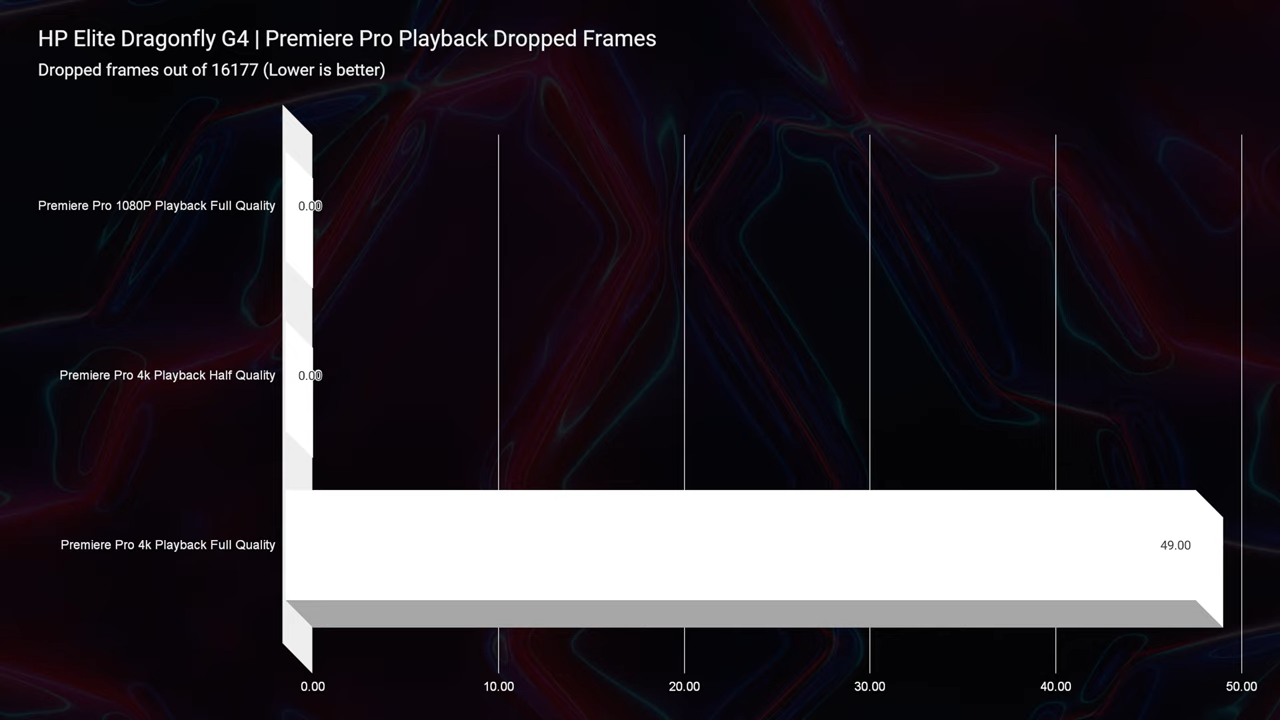 HP Elite Dragonfly G4 | Premiere Pro Playback Dropped Frames
Dropped frames out of 16177 (Lower is better)
Premiere Pro 1080P Playback Full Quality
0.00
Premiere Pro 4k Playback Half Quality
0.00
Premiere Pro 4k Playback Full Quality
49.00
0.00 10.00 20.00 30.00 40.00 50.00